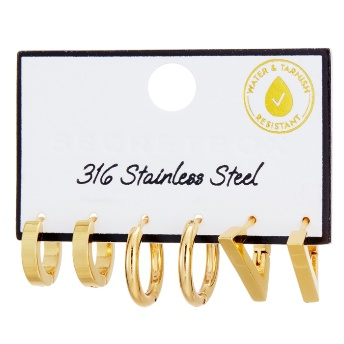 WATER & TARNISH
RESISTANT
316 Stainless Steel